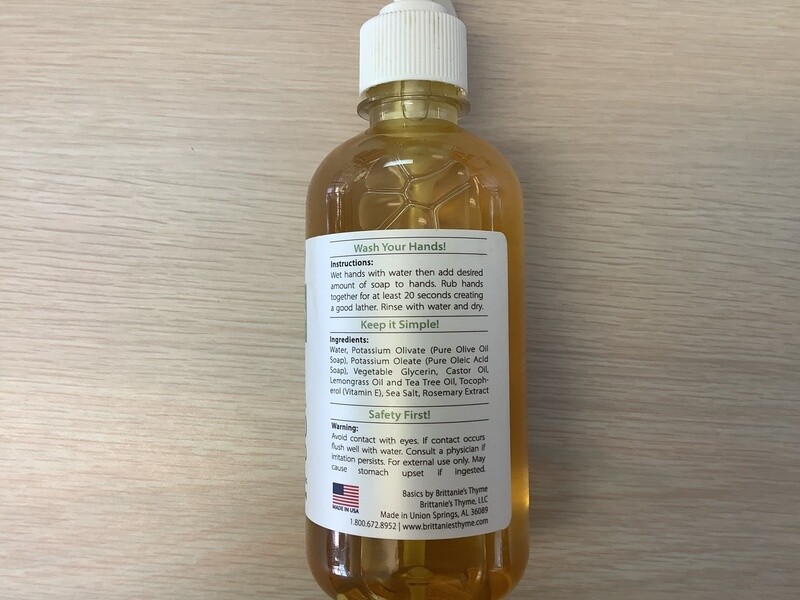 Wash Your Hands!
Instructions:
Wet hands with water then add desired
amount of soap to hands. Rub hands
together for at least 20 seconds creating
a good lather. Rinse with water and dry.
Keep it Simple!
Ingredients:
Water, Potassium Olivate (Pure Olive Oil
Soap), Potassium Oleate (Pure Oleic Acid
Soap), Vegetable Glycerin, Castor Oil,
Lemongrass Oil and Tea Tree Oil, Tocoph-
erol (Vitamin E), Sea Salt, Rosemary Extract
Safety First!
Warning:
Avoid contact with eyes. If contact occurs
flush well with water. Consult a physician if
irritation persists. For external use only. May
cause stomach upset if ingested.
MADE IN USA
Basics by Brittanie's Thyme
Brittanie's Thyme, LLC
Made in Union Springs, AL 36089
1.800.672.8952 | www.brittaniesthyme.com